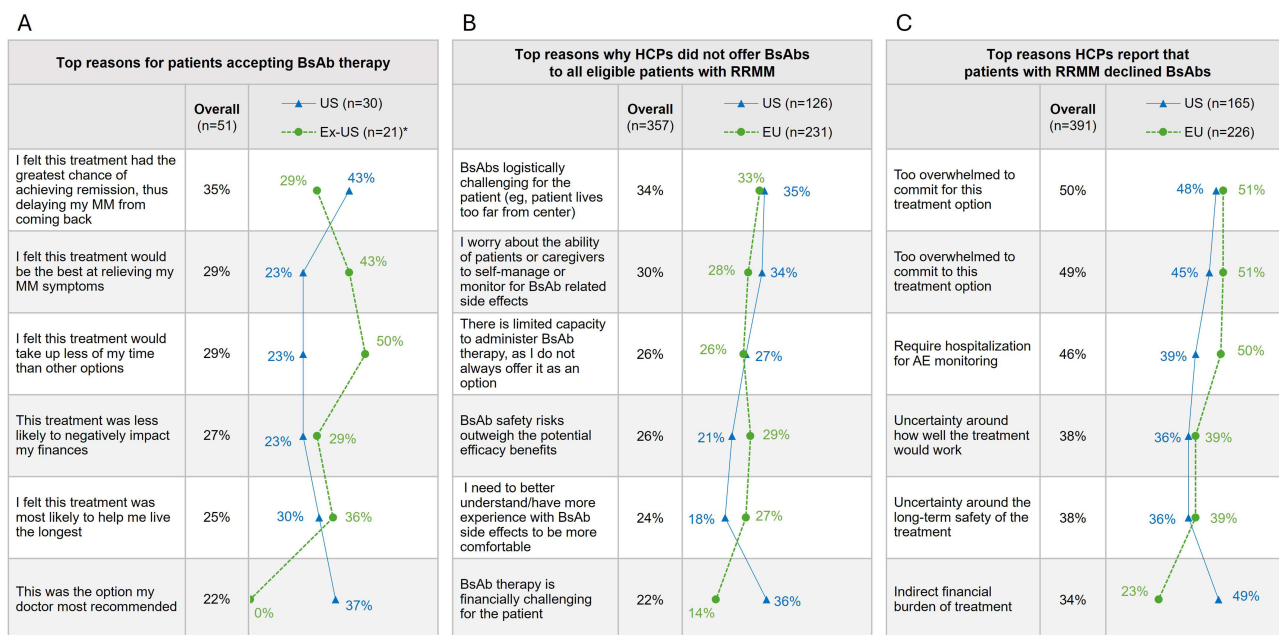 A
Top reasons for patients accepting BsAb therapy
Overall
(n=51)
US (n=30)
Ex-US (n=21)*
I felt this treatment had the
greatest chance of
achieving remission, thus
delaying my MM from
coming back
35%
29%
43%
I felt this treatment would
be the best at relieving my
MM symptoms
29%
23%
43%
I felt this treatment would
take up less of my time
than other options
29%
23%
50%
This treatment was less
likely to negatively impact
my finances
27%
23%
29%
I felt this treatment was
most likely to help me live
the longest
25%
30%
36%
This was the option my
doctor most recommended
22%
0%
37%
B
Top reasons why HCPs did not offer BsAbs
to all eligible patients with RRMM
Overall
(n=357)
US (n=126)
EU (n=231)
BsAbs logistically
challenging for the
patient (eg, patient lives
too far from center)
34%
33%
35%
I worry about the ability
of patients or caregivers
to self-manage or
monitor for BsAb related
side effects
30%
28%
34%
There is limited capacity
to administer BsAb
therapy, as I do not
always offer it as an
option
26%
26%
27%
BsAb safety risks
outweigh the potential
efficacy benefits
26%
21%
29%
I need to better
understand/have more
experience with BsAb
side effects to be more
comfortable
24%
18%
27%
BsAb therapy is
financially challenging
for the patient
22%
14%
36%
C
Top reasons HCPs report that
patients with RRMM declined BsAbs
Overall
(n=391)
US (n=165)
EU (n=226)
Too overwhelmed to
commit for this
treatment option
50%
48%
51%
Too overwhelmed to
commit to this
treatment option
49%
45%
51%
Require hospitalization
for AE monitoring
46%
39%
50%
Uncertainty around
how well the treatment
would work
38%
36%
39%
Uncertainty around the
long-term safety of the
treatment
38%
36%
39%
Indirect financial
burden of treatment
34%
23%
49%